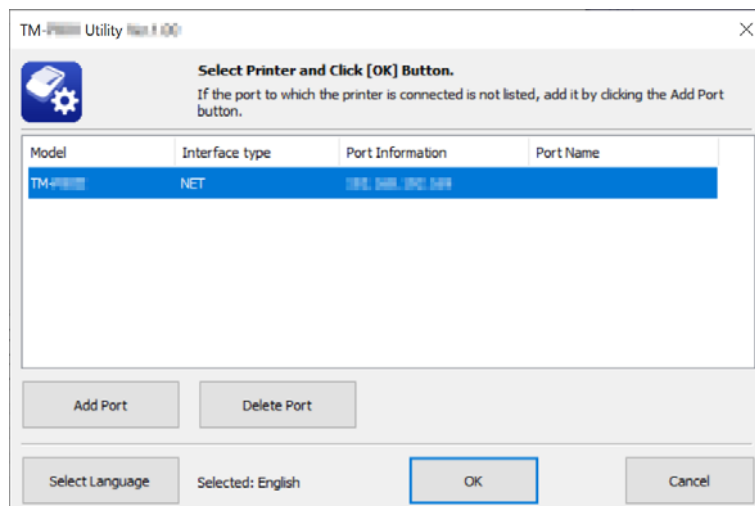 TM- Utility
Select Printer and Click [OK] Button.
If the port to which the printer is connected is not listed, add it by clicking the Add Port
button.
Model Interface type Port Information Port Name
TM- NET
Add Port Delete Port
Select Language Selected: English OK Cancel